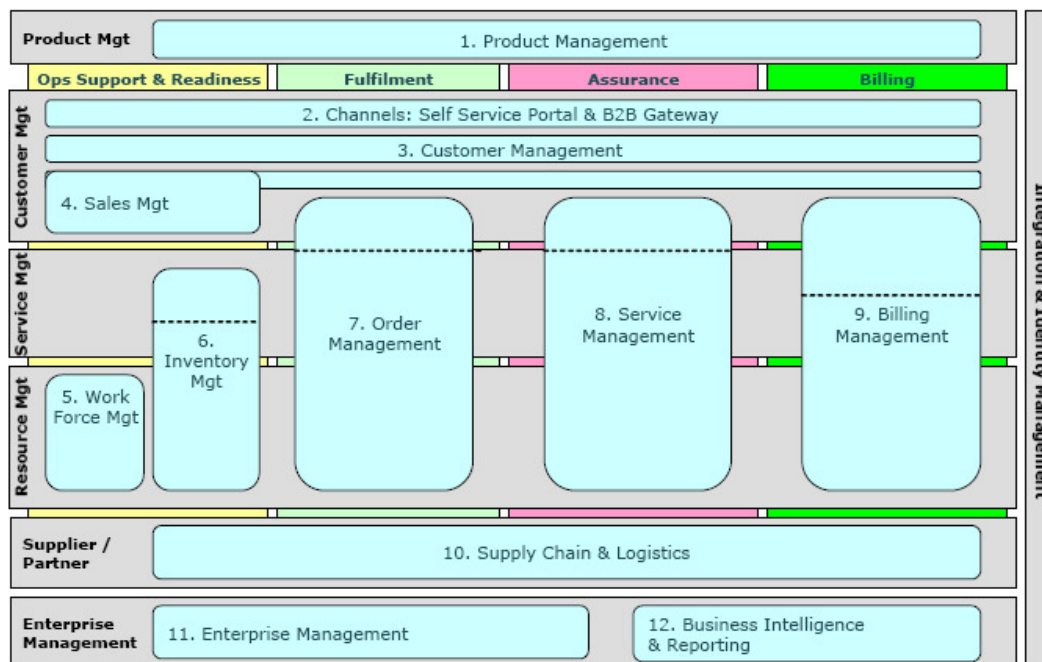 Product Mgt
1. Product Management
Ops Support & Readiness
Fulfilment
Assurance
Billing
Customer Mgt
2. Channels: Self Service Portal & B2B Gateway
3. Customer Management
4. Sales Mgt
Service Mgt
6.
Inventory
Mgt
7. Order
Management
8. Service
Management
9. Billing
Management
Resource Mgt
5. Work
Force Mgt
Supplier /
Partner
10. Supply Chain & Logistics
Enterprise
Management
11. Enterprise Management
12. Business Intelligence
& Reporting
Integration & Identity Management